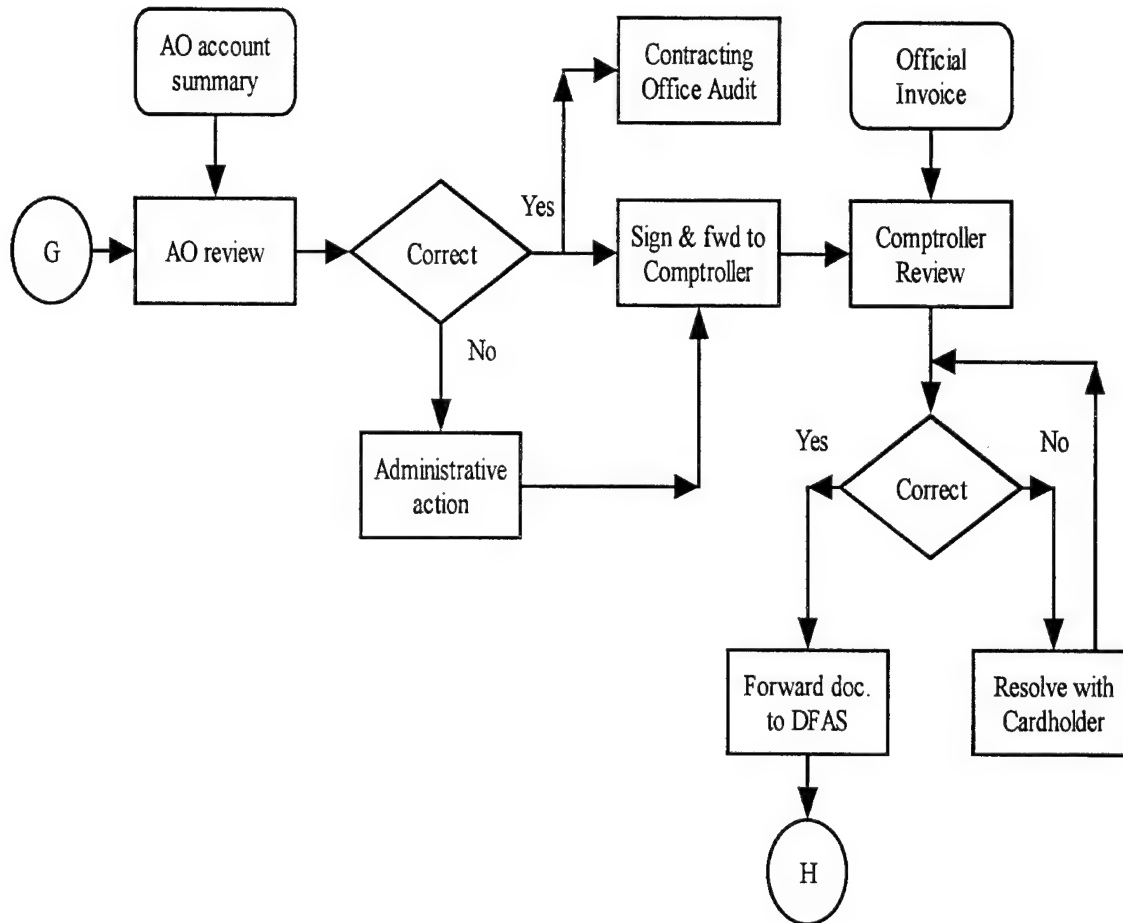 AO account
summary
Contracting
Office Audit
Official
Invoice
G
AO review
Correct
Yes
Sign & fwd to
Comptroller
Comptroller
Review
No
Administrative
action
Yes
No
Correct
Forward doc.
to DFAS
Resolve with
Cardholder
H